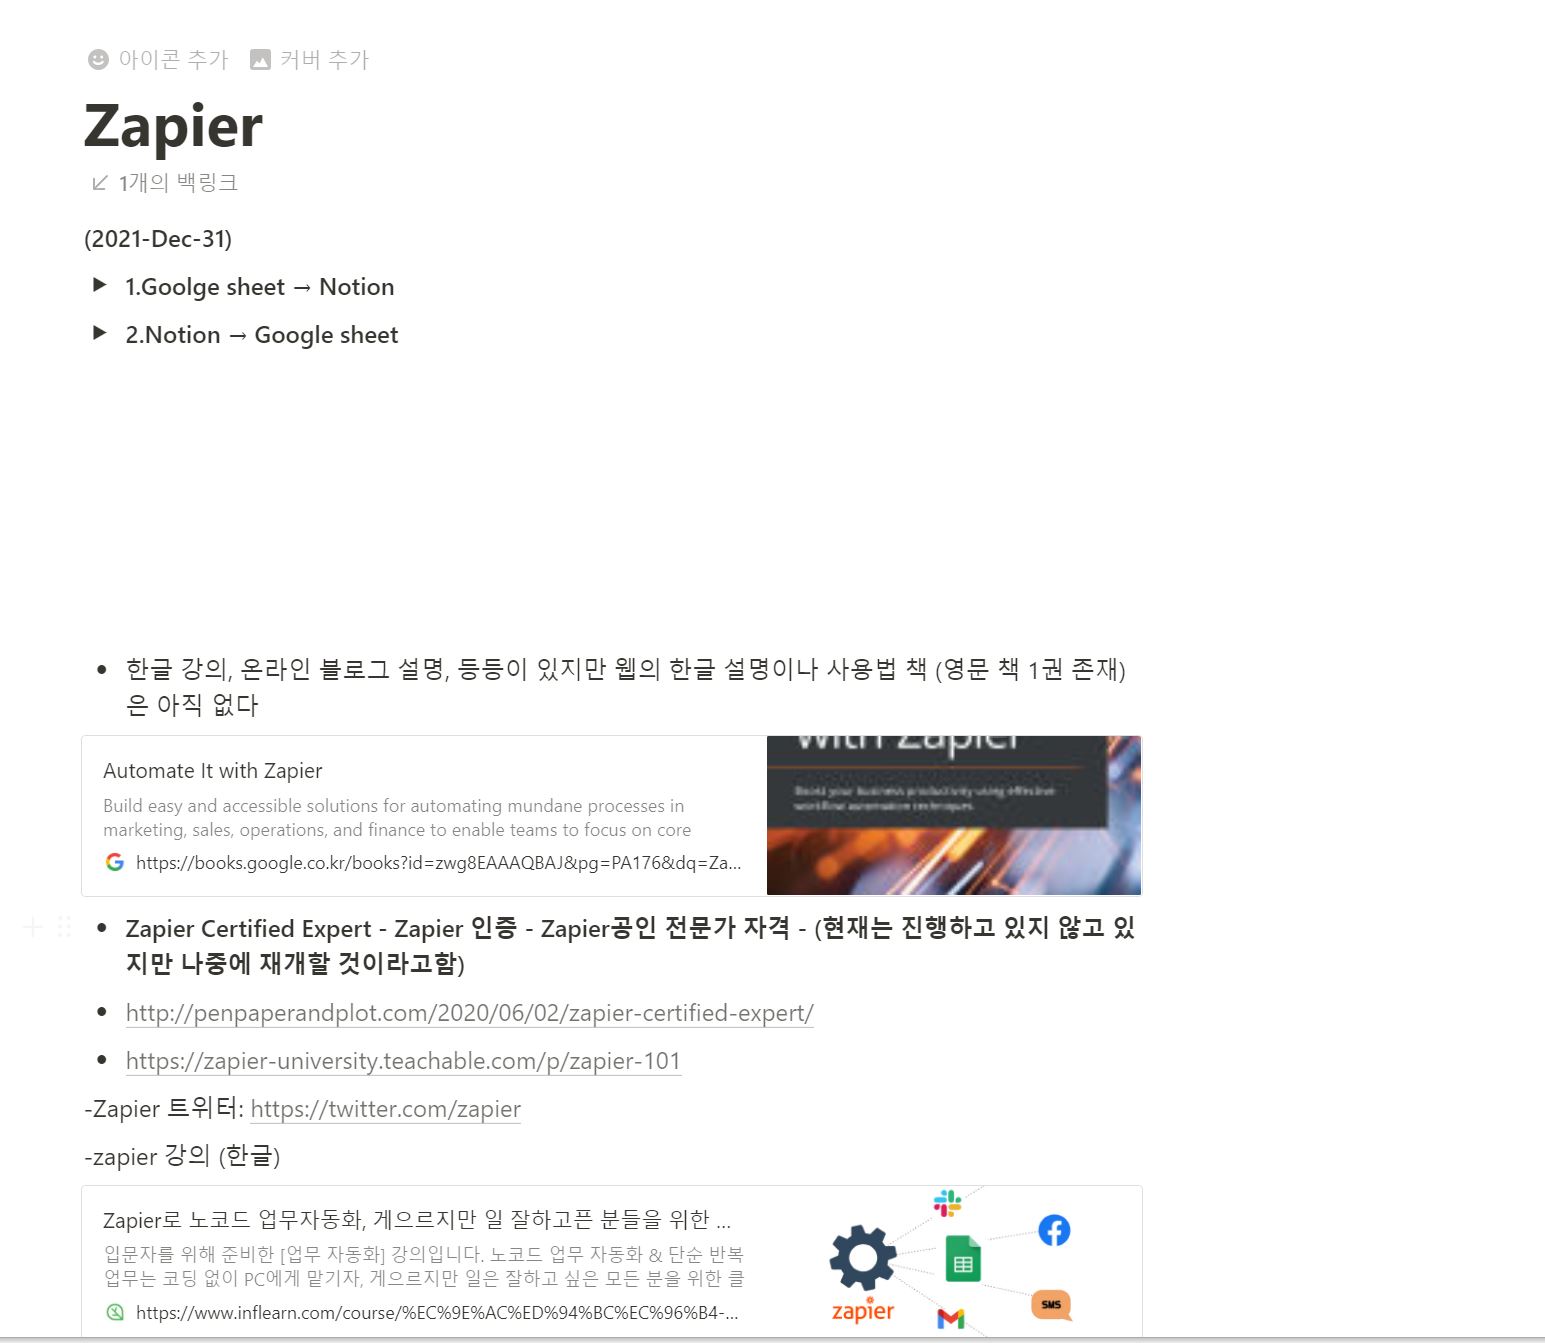 아이콘 추가 커버 추가
Zapier
1개의 백링크
(2021-Dec-31)
1.Goolge sheet → Notion
2.Notion → Google sheet
• 한글 강의, 온라인 블로그 설명, 등등이 있지만 웹의 한글 설명이나 사용법 책 (영문 책 1권 존재)
은 아직 없다
Automate It with Zapier
Build easy and accessible solutions for automating mundane processes in
marketing, sales, operations, and finance to enable teams to focus on core
https://books.google.co.kr/books?id=zwg8EAAAQBAJ&pg=PA176&dq=Za...
with Zapier
Boost your business productivity using effective
workflow automation techniques
• Zapier Certified Expert - Zapier 인증 - Zapier공인 전문가 자격 - (현재는 진행하고 있지 않고 있
지만 나중에 재개할 것이라고함)
• http://penpaperandplot.com/2020/06/02/zapier-certified-expert/
• https://zapier-university.teachable.com/p/zapier-101
-Zapier 트위터: https://twitter.com/zapier
-zapier 강의 (한글)
Zapier로 노코드 업무자동화, 게으르지만 일 잘하고픈 분들을 위한 ...
입문자를 위해 준비한 [업무 자동화] 강의입니다. 노코드 업무 자동화 & 단순 반복
업무는 코딩 없이 PC에게 맡기자, 게으르지만 일은 잘하고 싶은 모든 분을 위한 클
https://www.inflearn.com/course/%EC%9E%AC%ED%94%BC%EC%96%B4-...
zapier
SMS